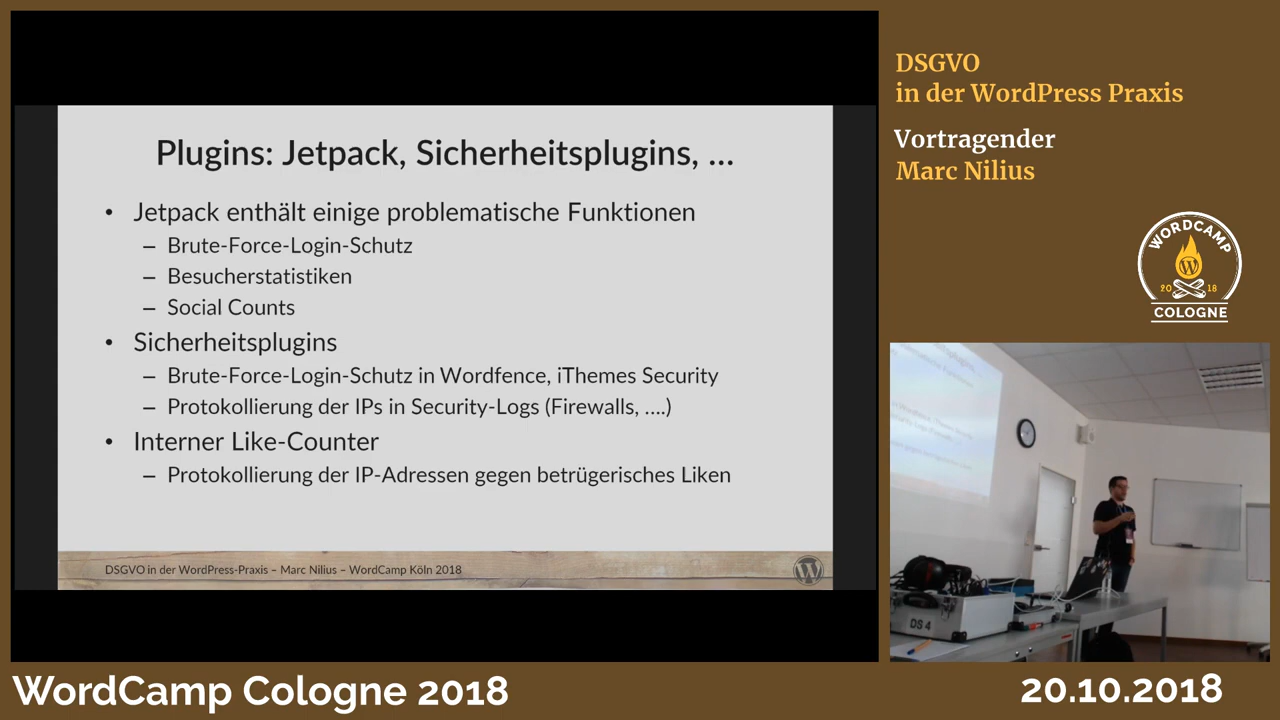 Plugins: Jetpack, Sicherheitsplugins, ...
• Jetpack enthält einige problematische Funktionen
– Brute-Force-Login-Schutz
– Besucherstatistiken
– Social Counts
• Sicherheitsplugins
– Brute-Force-Login-Schutz in Wordfence, iThemes Security
– Protokollierung der IPs in Security-Logs (Firewalls, ....)
• Interner Like-Counter
– Protokollierung der IP-Adressen gegen betrügerisches Liken
DSGVO in der WordPress-Praxis – Marc Nilius – WordCamp Köln 2018
DSGVO
in der WordPress Praxis
Vortragender
Marc Nilius
WORDCAMP
20 18
COLOGNE
DS 4
WordCamp Cologne 2018
20.10.2018